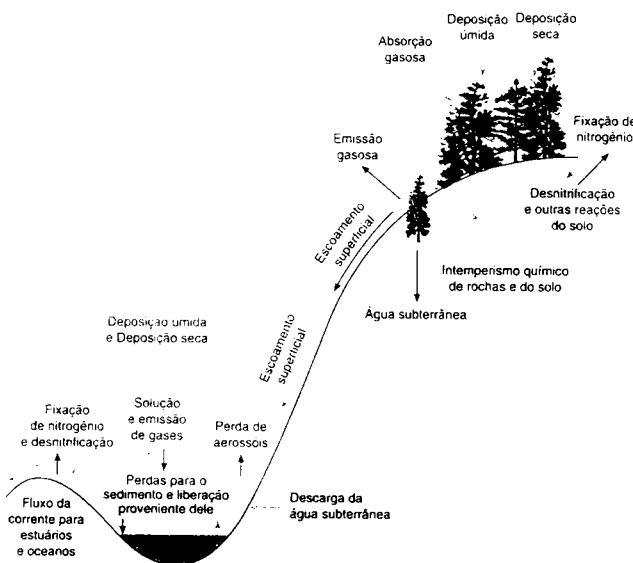 Deposição
úmida
Deposição
seca
Absorção
gasosa
Fixação de
nitrogênio
Emissão
gasosa
Desnitrificação
e outras reações
do solo
Escoamento
superficial
Intemperismo químico
de rochas e do solo
Água subterrânea
Deposição úmida
e Deposição seca
Escoamento
superficial
Fixação
de nitrogênio
e desnitrificação
Solução
e emissão
de gases
Perda de
aerossóis
Perdas para o
sedimento e liberação
proveniente dele
Fluxo da
corrente para
estuários
e oceanos
Descarga da
água subterrânea